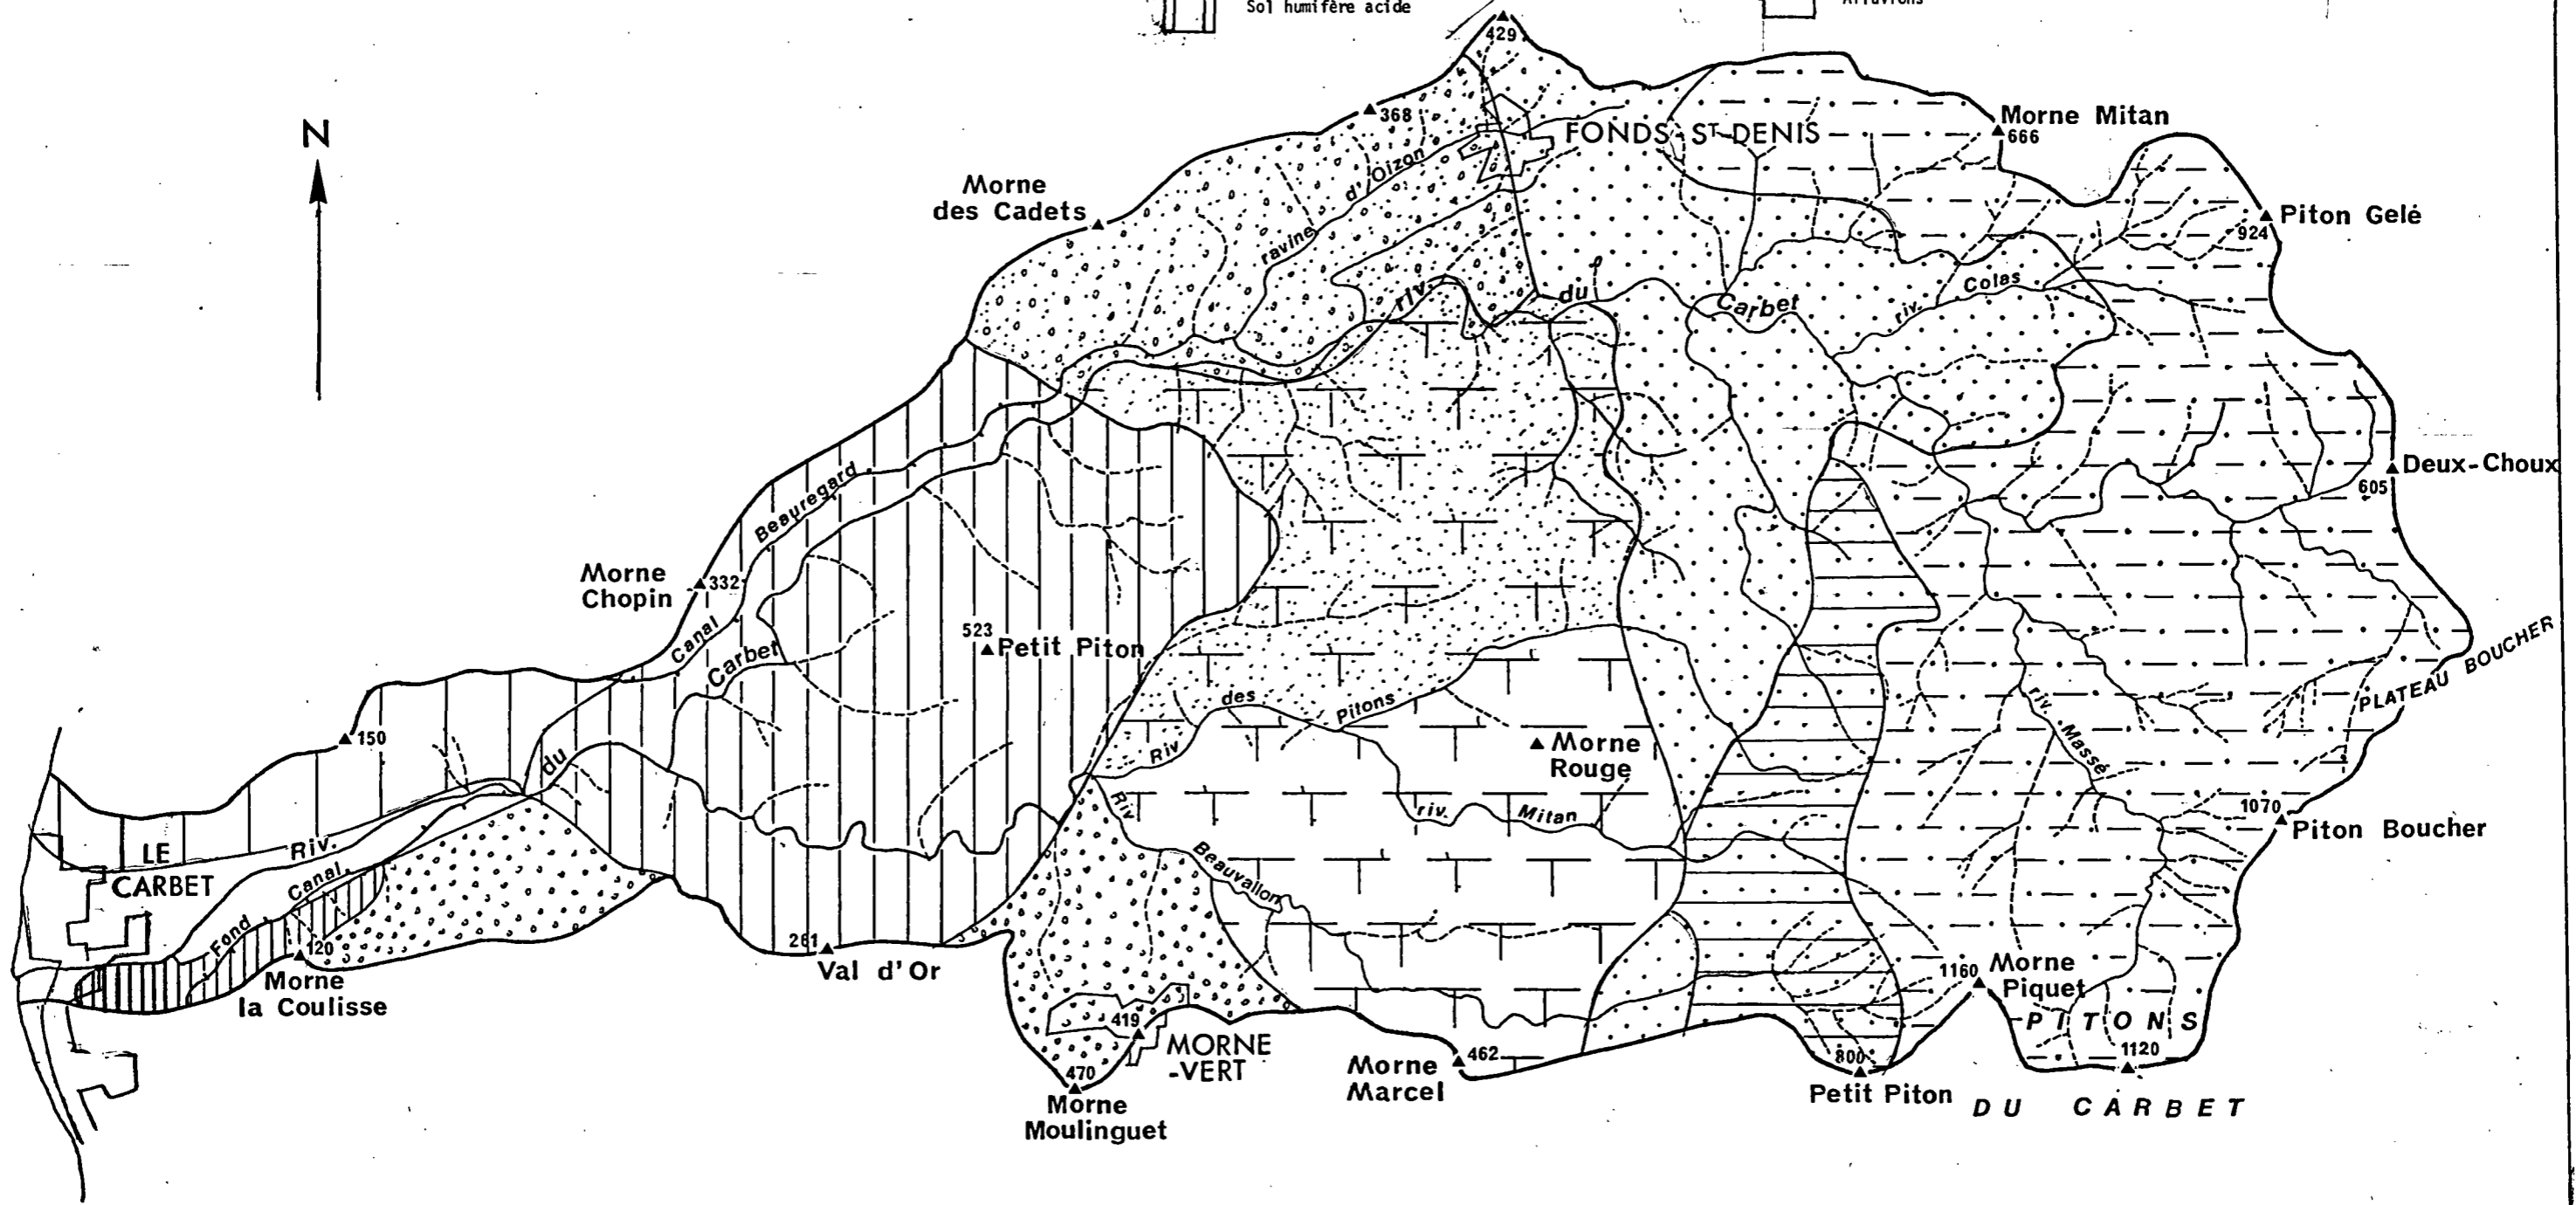 Sol humifère acide
429
368
FONDS-ST-DENIS
Morne Mitan
666
N
d'Oizon
ravine
Morne
des Cadets
Piton Gelé
924
riv.
du
Carbet
riv.
Colas
Deux-Choux
605
Beauregard
Canal
Morne
Chopin
332
523
Petit Piton
Carbet
du
PLATEAU BOUCHER
riv. Massé
Riv
des
Pitons
Morne
Rouge
150
riv.
Mitan
1070
Piton Boucher
Riv
Beauvallon
LE
CARBET
Riv.
Canal
Fond
120
Morne
la Coulisse
281
Val d'Or
1160
Morne
Piquet
PITONS
1120
DU CARBET
419
MORNE
-VERT
470
Morne
Moulinguet
462
Morne
Marcel
800
Petit Piton